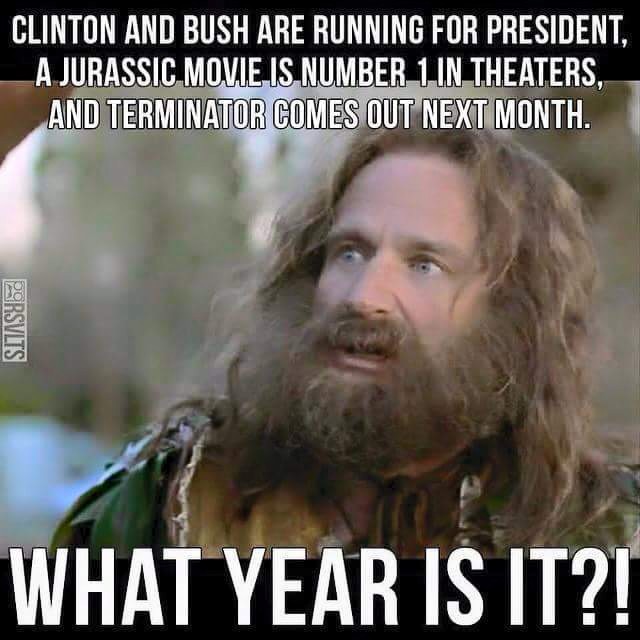 CLINTON AND BUSH ARE RUNNING FOR PRESIDENT,
A JURASSIC MOVIE IS NUMBER 1 IN THEATERS,
AND TERMINATOR COMES OUT NEXT MONTH.
RSVLTS
WHAT YEAR IS IT?!